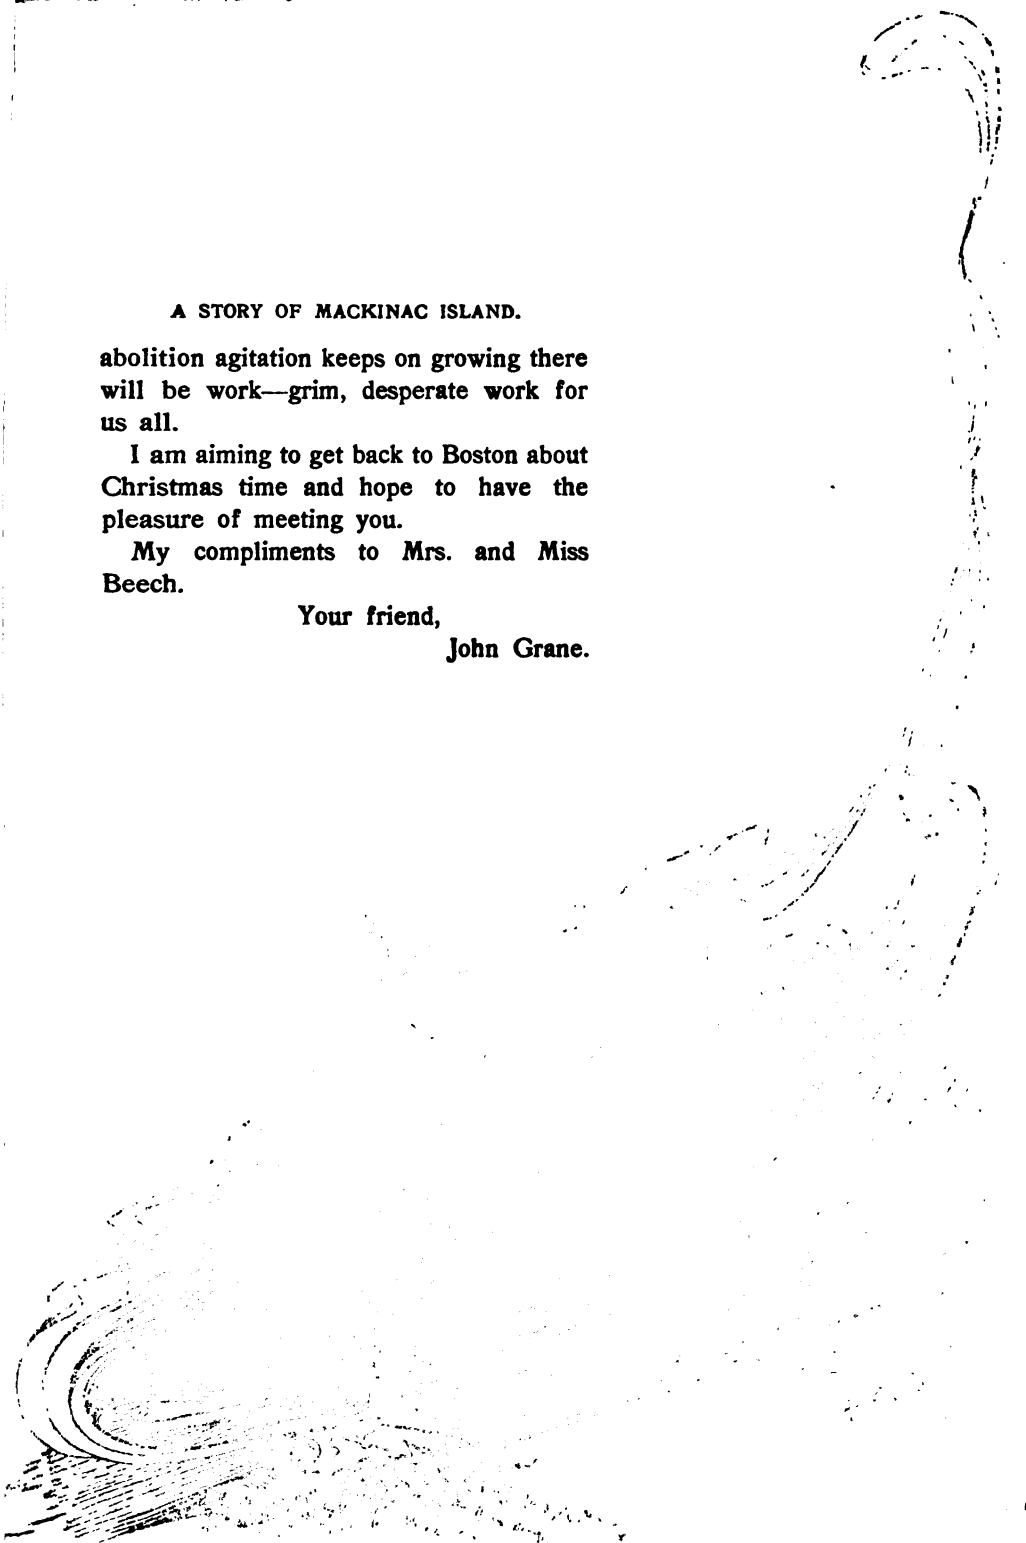 A STORY OF MACKINAC ISLAND.
abolition agitation keeps on growing there
will be work—grim, desperate work for
us all.
I am aiming to get back to Boston about
Christmas time and hope to have the
pleasure of meeting you.
My compliments to Mrs. and Miss
Beech.
Your friend,
John Grane.